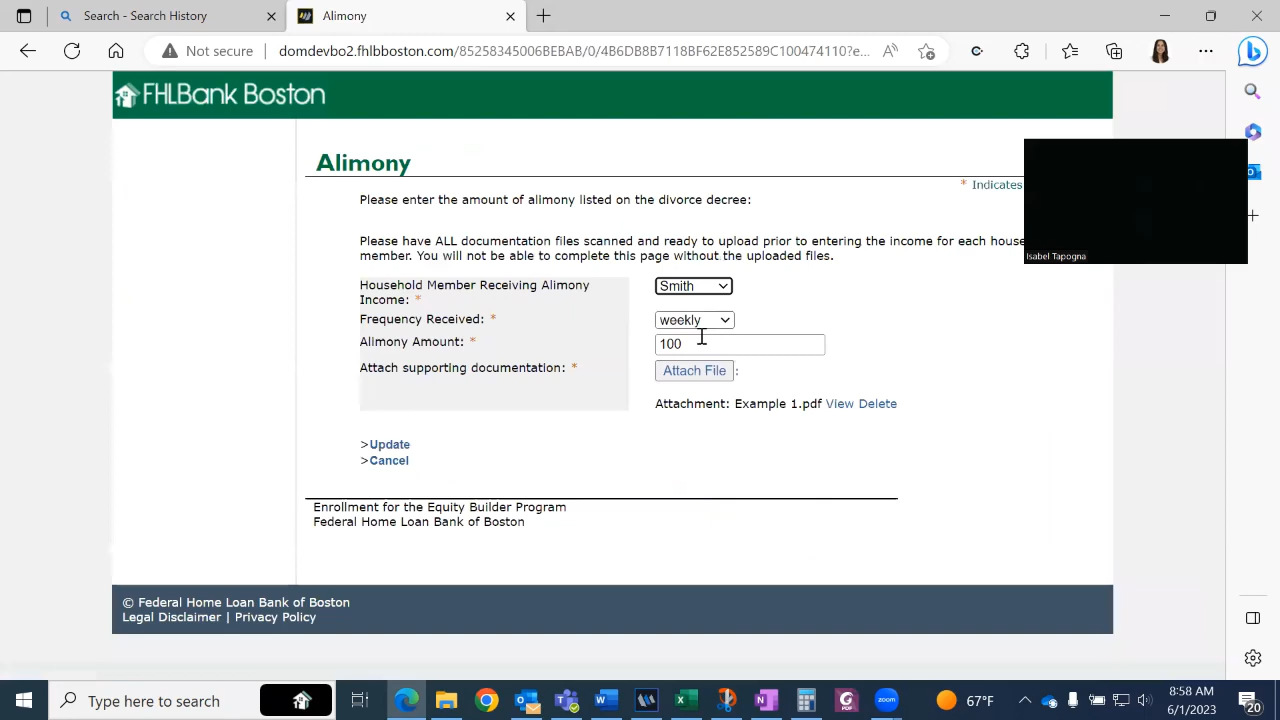 Search - Search History
Alimony
Not secure
domdevbo2.fhlbboston.com/85258345006BEBAB/0/4B6DB8B7118BF62E852589C100474110?e...
FHLBank Boston
Alimony
* Indicates
Please enter the amount of alimony listed on the divorce decree:
Please have ALL documentation files scanned and ready to upload prior to entering the income for each hous
member. You will not be able to complete this page without the uploaded files.
Isabel Tapogna
Household Member Receiving Alimony
Income: *
Smith
Frequency Received: *
weekly
Alimony Amount: *
100
Attach supporting documentation: *
Attach File :
Attachment: Example 1.pdf View Delete
>Update
>Cancel
Enrollment for the Equity Builder Program
Federal Home Loan Bank of Boston
© Federal Home Loan Bank of Boston
Legal Disclaimer | Privacy Policy
Type here to search
67°F
8:58 AM
6/1/2023
20